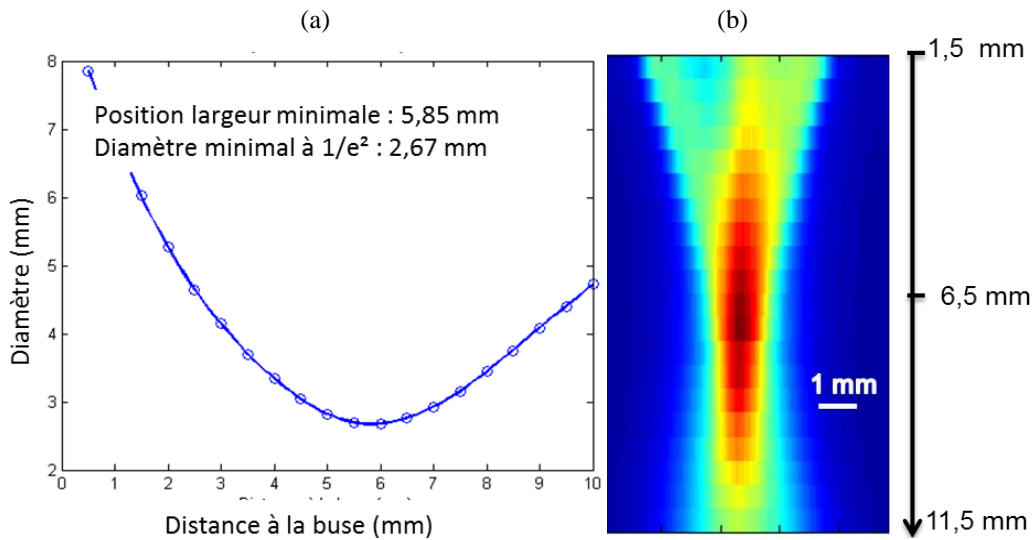 (a)
(b)
8
7
6
5
4
3
2
Position largeur minimale : 5,85 mm
Diamètre minimal à 1/e² : 2,67 mm
Diamètre (mm)
0 1 2 3 4 5 6 7 8 9 10
Distance à la buse (mm)
1 mm
1,5 mm
6,5 mm
11,5 mm